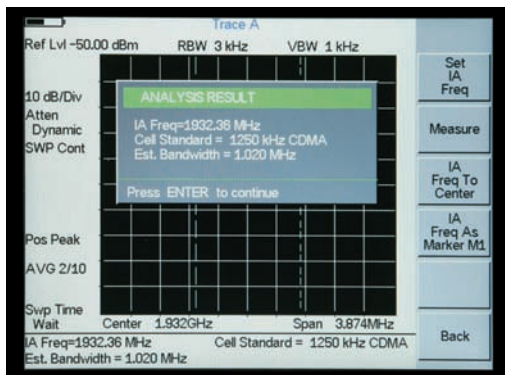 Trace A
Ref Lvl -50.00 dBm RBW 3 kHz VBW 1 kHz
10 dB/Div
Atten
Dynamic
SWP Cont
Pos Peak
AVG 2/10
Swp Time
Wait
ANALYSIS RESULT
IA Freq=1932.36 MHz
Cell Standard = 1250 kHz CDMA
Est. Bandwidth = 1.020 MHz
Press ENTER to continue
Center 1.932GHz Span 3.874MHz
IA Freq=1932.36 MHz Cell Standard = 1250 kHz CDMA
Est. Bandwidth = 1.020 MHz
Set
IA
Freq
Measure
IA
Freq To
Center
IA
Freq As
Marker M1
Back